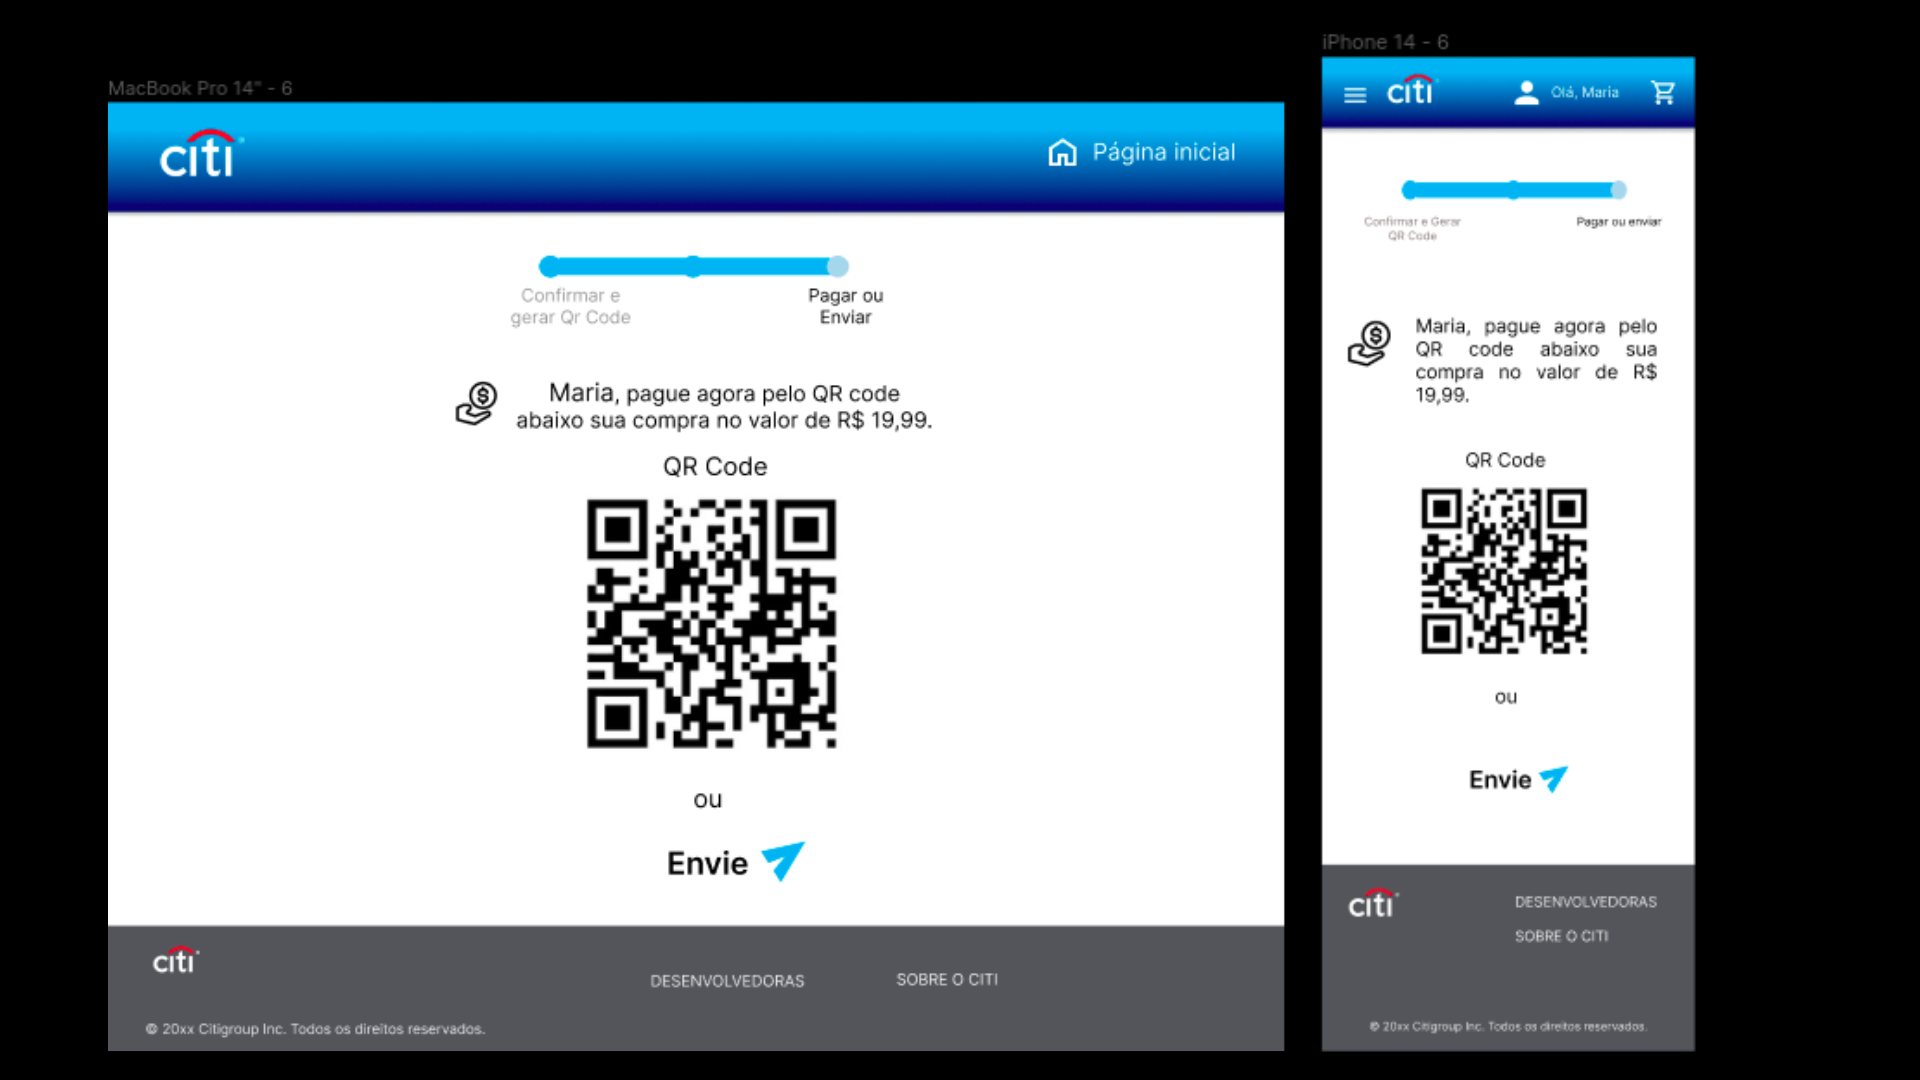 MacBook Pro 14" - 6
citi
Página inicial
Confirmar e
gerar Qr Code
Pagar ou
Enviar
Maria, pague agora pelo QR code
abaixo sua compra no valor de R$ 19,99.
QR Code
ou
Envie
citi
DESENVOLVEDORAS
SOBRE O CITI
© 20xx Citigroup Inc. Todos os direitos reservados.
iPhone 14 - 6
citi
Olá, Maria
Confirmar e Gerar
QR Code
Pagar ou enviar
Maria, pague agora pelo
QR code abaixo sua
compra no valor de R$
19,99.
QR Code
ou
Envie
citi
DESENVOLVEDORAS
SOBRE O CITI
© 20xx Citigroup Inc. Todos os direitos reservados.